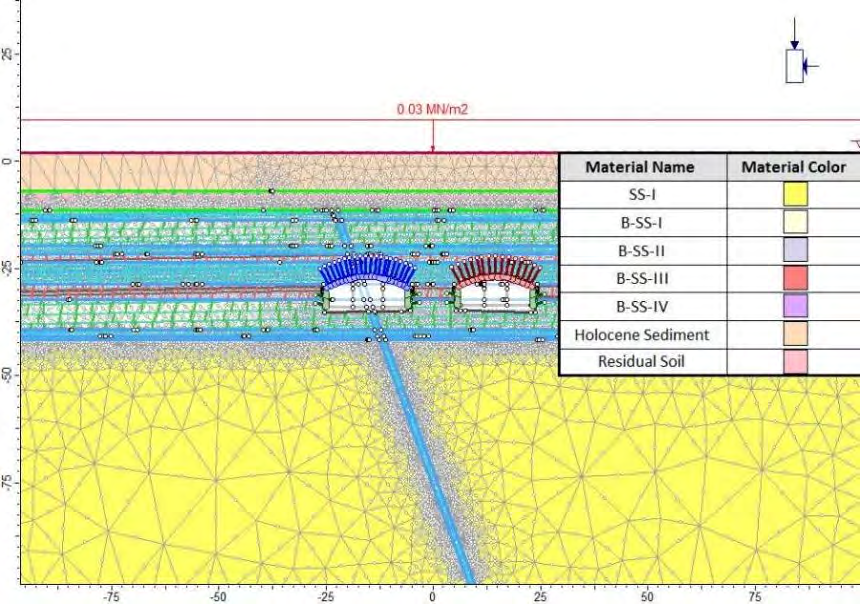 25
0.03 MN/m2
0
Material Name Material Color
SS-I
B-SS-I
-25
B-SS-II
B-SS-III
B-SS-IV
Holocene Sediment
Residual Soil
-50
-75
-75 -50 -25 0 25 50 75